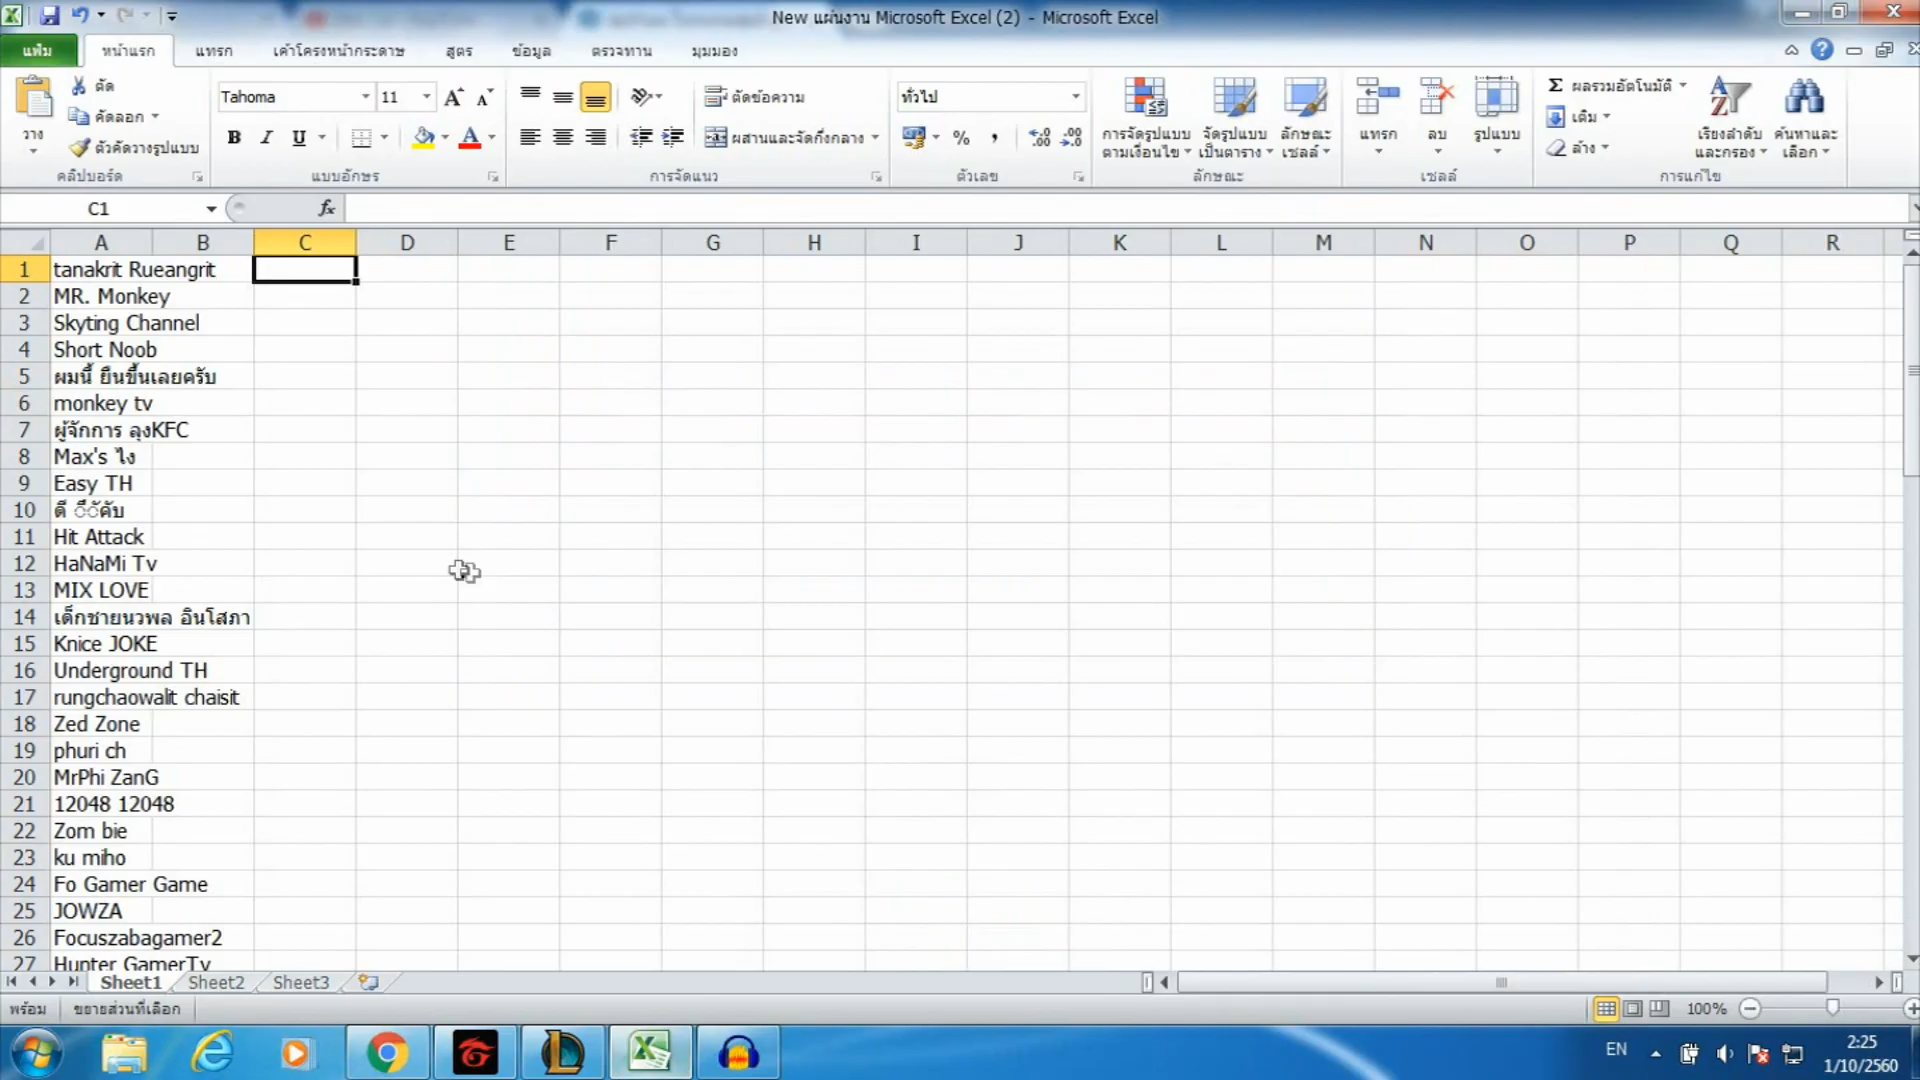 New แผ่นงาน Microsoft Excel (2) - Microsoft Excel
แฟ้ม หน้าแรก แทรก เค้าโครงหน้ากระดาษ สูตร ข้อมูล ตรวจทาน มุมมอง
วาง
ตัด
คัดลอก
ตัวคัดวางรูปแบบ
คลิปบอร์ด
Tahoma 11
B I U A
แบบอักษร
ตัดข้อความ
ผสานและจัดกึ่งกลาง
การจัดแนว
ทั่วไป
% ,
ตัวเลข
การจัดรูปแบบ
ตามเงื่อนไข
จัดรูปแบบ
เป็นตาราง
ลักษณะ
เซลล์
ลักษณะ
แทรก ลบ รูปแบบ
เซลล์
Σ ผลรวมอัตโนมัติ
เติม
ล้าง
เรียงลำดับ
และกรอง
ค้นหาและ
เลือก
การแก้ไข
C1 fx
A B C D E F G H I J K L M N O P Q R
1 tanakrit Rueangrit
2 MR. Monkey
3 Skyting Channel
4 Short Noob
5 ผมนี้ ยืนขึ้นเลยครับ
6 monkey tv
7 ผู้จักการ ลุงKFC
8 Max's ไง
9 Easy TH
10
11 Hit Attack
12 HaNaMi Tv
13 MIX LOVE
14 เด็กชายนวพล อินโสภา
15 Knice JOKE
16 Underground TH
17 rungchaowalit chaisit
18 Zed Zone
19 phuri ch
20 MrPhi ZanG
21 12048 12048
22 Zom bie
23 ku miho
24 Fo Gamer Game
25 JOWZA
26 Focuszabagamer2
27 Hunter GamerTv
Sheet1 Sheet2 Sheet3
พร้อม ขยายส่วนที่เลือก 100%
EN
2:25
1/10/2560